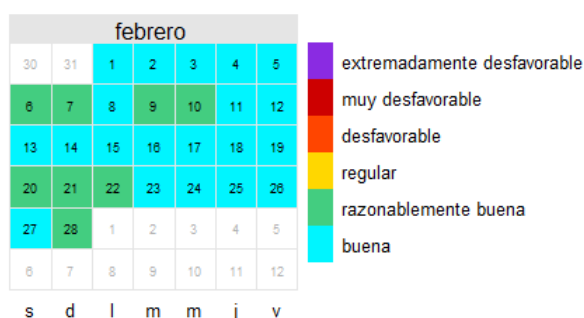 febrero
30 31 1 2 3 4 5
6 7 8 9 10 11 12
13 14 15 16 17 18 19
20 21 22 23 24 25 26
27 28 1 2 3 4 5
6 7 8 9 10 11 12
s d l m m j v
extremadamente desfavorable
muy desfavorable
desfavorable
regular
razonablemente buena
buena